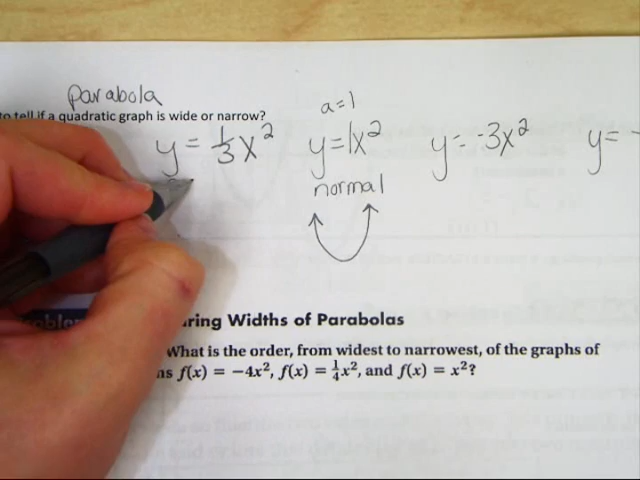 parabola
to tell if a quadratic graph is wide or narrow?
a=1
y = 1/3 x² y=1x² y=-3x² y=-
normal
ring Widths of Parabolas
What is the order, from widest to narrowest, of the graphs of
ns f(x) = −4x², f(x) = ¼x², and f(x) = x²?